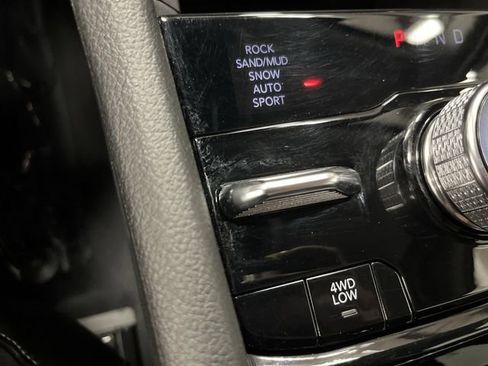 ROCK
SAND/MUD
SNOW
AUTO
SPORT
P R N D
4WD
LOW